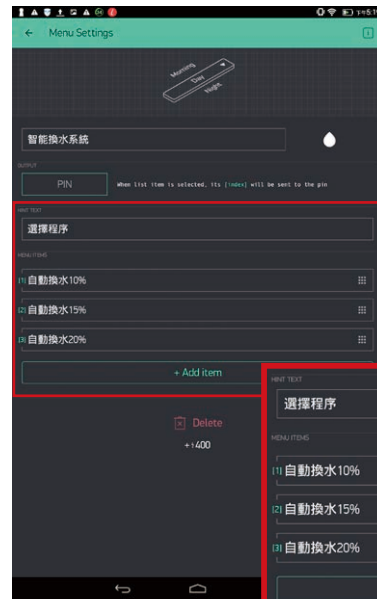 下午5:19
← Menu Settings
Morning
Day
Night
智能換水系統
OUTPUT
PIN
When list item is selected, its [index] will be sent to the pin
HINT TEXT
選擇程序
MENU ITEMS
[1] 自動換水10%
[2] 自動換水15%
[3] 自動換水20%
+ Add item
Delete
+↑400
HINT TEXT
選擇程序
MENU ITEMS
[1] 自動換水10%
[2] 自動換水15%
[3] 自動換水20%